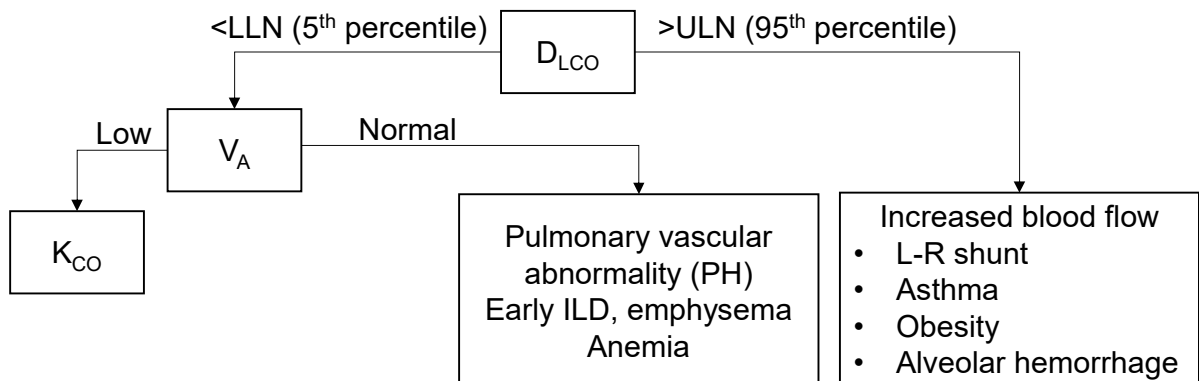 <LLN (5th percentile)
DLCO
>ULN (95th percentile)
Low
VA
Normal
KCO
Pulmonary vascular
abnormality (PH)
Early ILD, emphysema
Anemia
Increased blood flow
• L-R shunt
• Asthma
• Obesity
• Alveolar hemorrhage